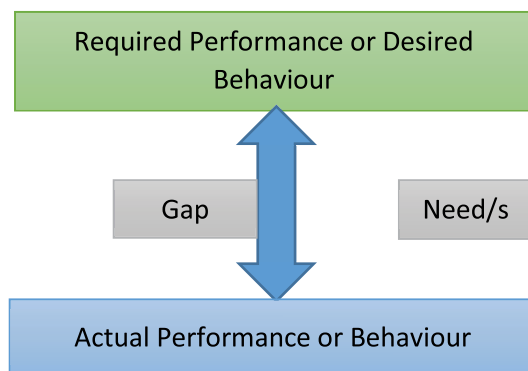 Required Performance or Desired
Behaviour
Gap
Need/s
Actual Performance or Behaviour